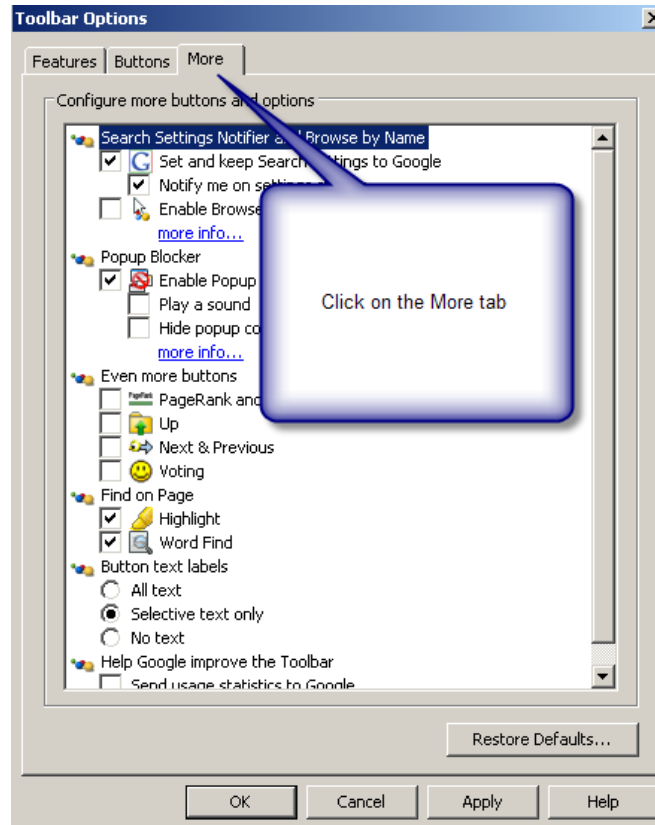 Toolbar Options
Features Buttons More
Configure more buttons and options
Search Settings Notifier and Browse by Name
Set and keep Search Settings to Google
Notify me on
Enable Browse
more info...
Popup Blocker
Enable Popup
Play a sound
Hide popup
more info...
Click on the More tab
Even more buttons
PageRank and
Up
Next & Previous
Voting
Find on Page
Highlight
Word Find
Button text labels
All text
Selective text only
No text
Help Google improve the Toolbar
Send usage statistics to Google
Restore Defaults...
OK Cancel Apply Help